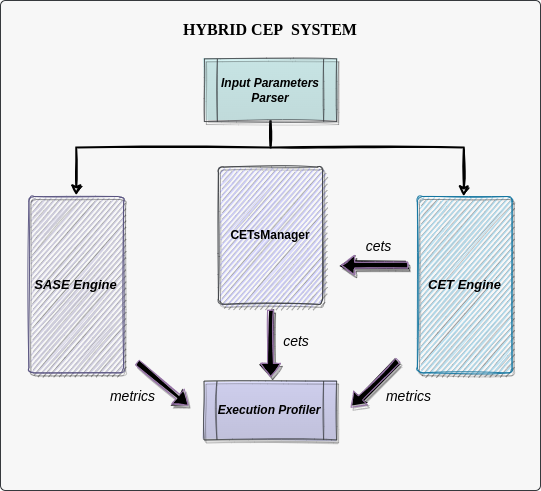 HYBRID CEP SYSTEM
Input Parameters
Parser
CETsManager
cets
SASE Engine
CET Engine
cets
metrics
metrics
Execution Profiler